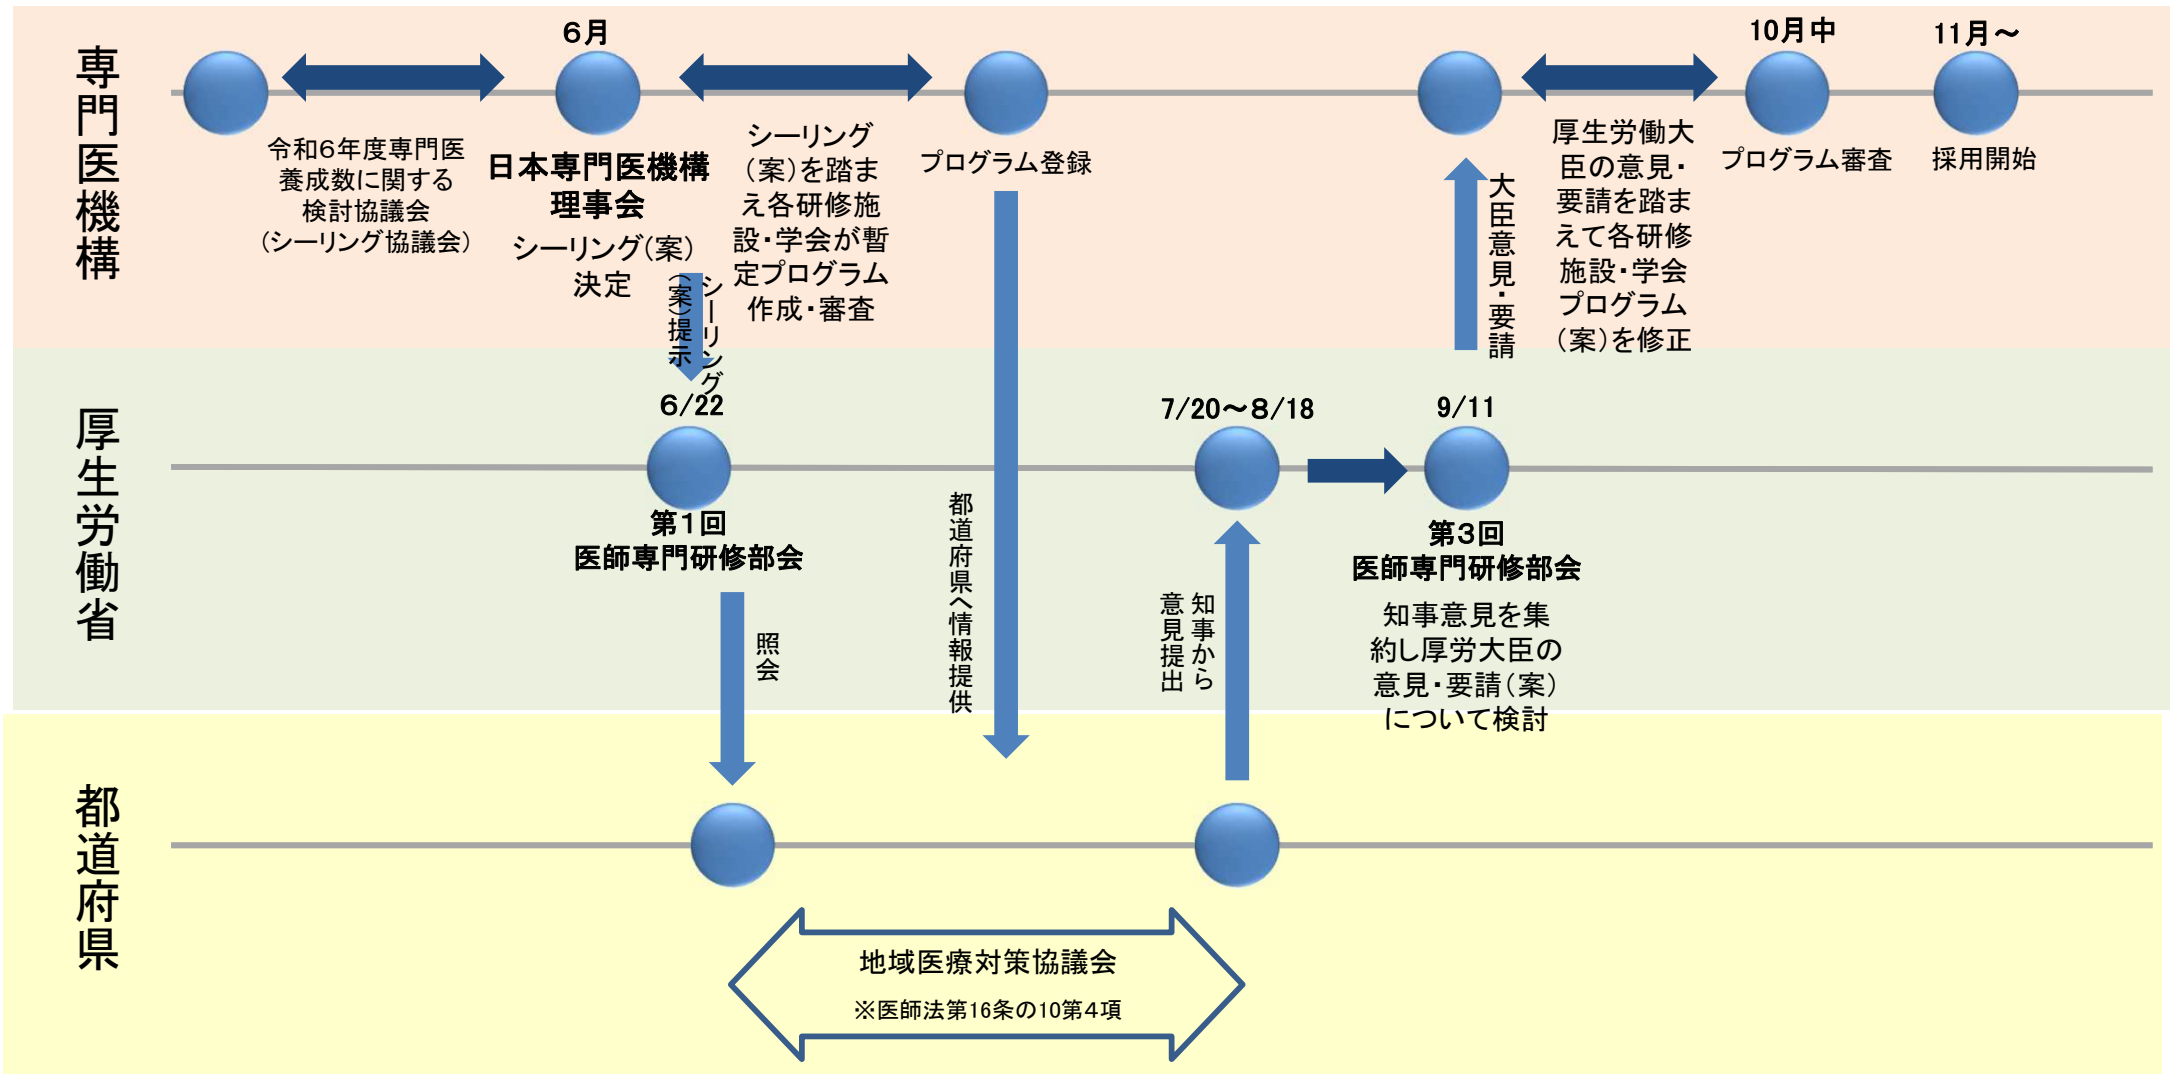 専門医機構
6月
10月中
11月～
令和6年度専門医
養成数に関する
検討協議会
(シーリング協議会)
日本専門医機構
理事会
シーリング(案)
決定
シーリング
(案)を踏ま
え各研修施
設・学会が暫
定プログラム
作成・審査
プログラム登録
厚生労働大
臣の意見・
要請を踏ま
えて各研修
施設・学会
プログラム
(案)を修正
プログラム審査
採用開始
シーリング
(案)提示
大臣意見・要請
厚生労働省
6/22
第1回
医師専門研修部会
照会
都道府県へ情報提供
7/20～8/18
知事から
意見提出
9/11
第3回
医師専門研修部会
知事意見を集
約し厚労大臣の
意見・要請(案)
について検討
都道府県
地域医療対策協議会
※医師法第16条の10第4項